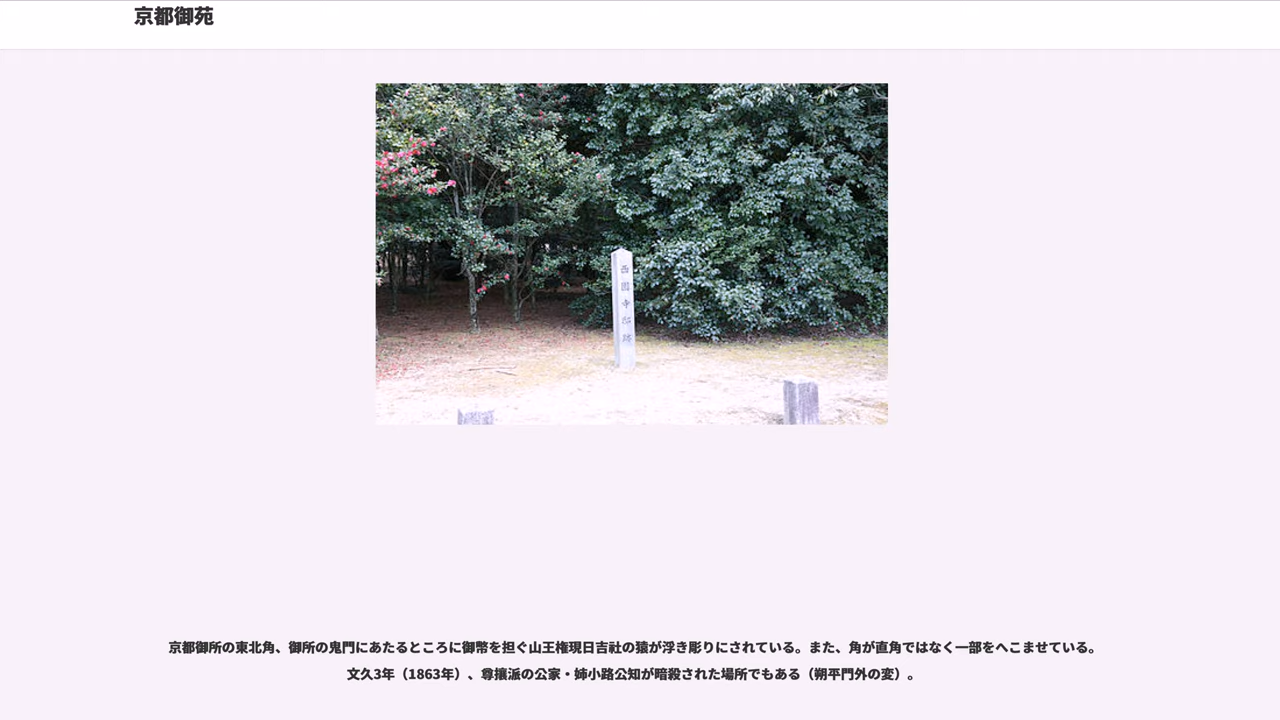 京都御苑
西園寺邸跡
京都御所の東北角、御所の鬼門にあたるところに御幣を担ぐ山王権現日吉社の猿が浮き彫りにされている。また、角が直角ではなく一部をへこませている。
文久3年（1863年）、尊攘派の公家・姉小路公知が暗殺された場所でもある（朔平門外の変）。